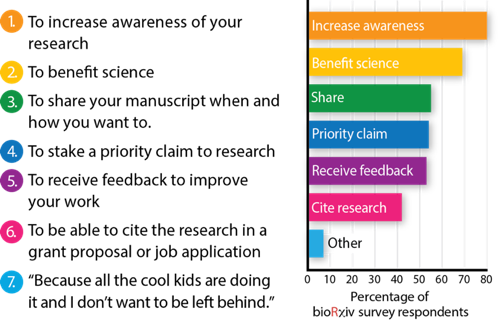 1. To increase awareness of your
research
2. To benefit science
3. To share your manuscript when and
how you want to.
4. To stake a priority claim to research
5. To receive feedback to improve
your work
6. To be able to cite the research in a
grant proposal or job application
7. “Because all the cool kids are doing
it and I don’t want to be left behind.”
Increase awareness
Benefit science
Share
Priority claim
Receive feedback
Cite research
Other
0 10 20 30 40 50 60 70 80
Percentage of
bioRχiv survey respondents